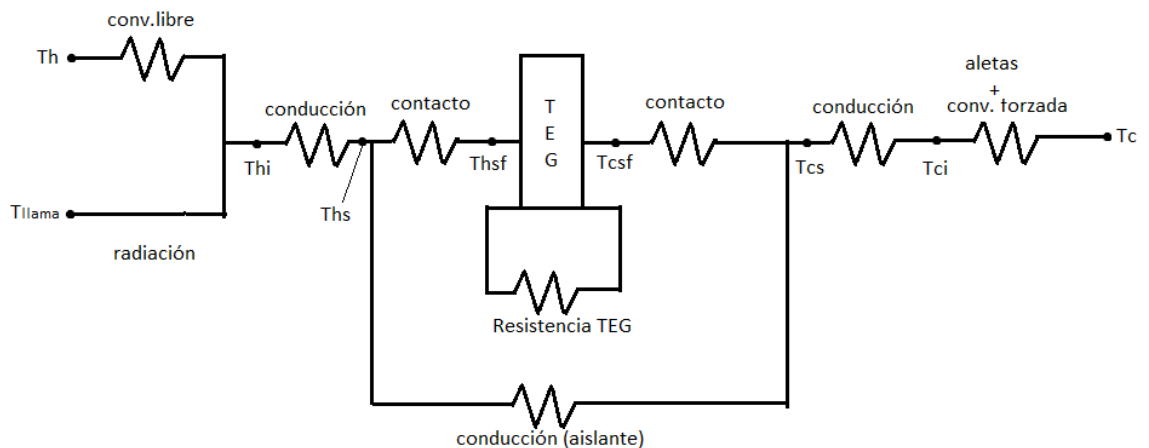 conv.libre
Th
conducción
contacto
T
E
G
contacto
conducción
aletas
+
conv. forzada
Tc
Thi
Thsf
Tcsf
Tcs
Tci
Tllama
Ths
radiación
Resistencia TEG
conducción (aislante)